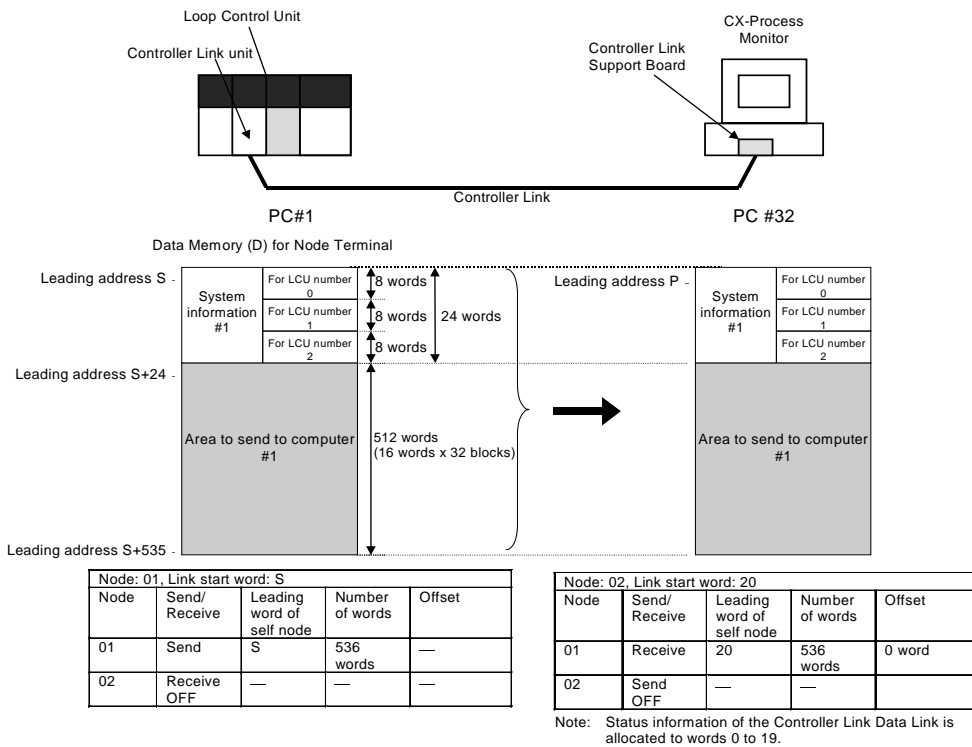 Loop Control Unit
Controller Link unit
CX-Process
Monitor
Controller Link
Support Board
Controller Link
PC#1
PC #32
Data Memory (D) for Node Terminal
Leading address S
System
information
#1
For LCU number
0
For LCU number
1
For LCU number
2
8 words
8 words
8 words
24 words
Leading address S+24
Area to send to computer
#1
512 words
(16 words x 32 blocks)
Leading address S+535
Leading address P
System
information
#1
For LCU number
0
For LCU number
1
For LCU number
2
Area to send to computer
#1
Node: 01, Link start word: S
Node Send/ Receive Leading word of self node Number of words Offset
01 Send S 536 words —
02 Receive OFF — — —
Node: 02, Link start word: 20
Node Send/ Receive Leading word of self node Number of words Offset
01 Receive 20 536 words 0 word
02 Send OFF — —
Note: Status information of the Controller Link Data Link is
allocated to words 0 to 19.